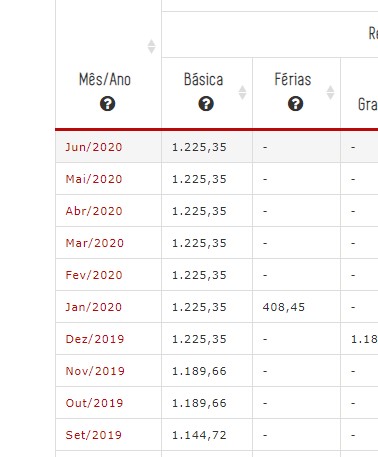 Re
Mês/Ano Básica Férias
Gra
Jun/2020 1.225,35 - -
Mai/2020 1.225,35 - -
Abr/2020 1.225,35 - -
Mar/2020 1.225,35 - -
Fev/2020 1.225,35 - -
Jan/2020 1.225,35 408,45 -
Dez/2019 1.225,35 - 1.18
Nov/2019 1.189,66 - -
Out/2019 1.189,66 - -
Set/2019 1.144,72 - -